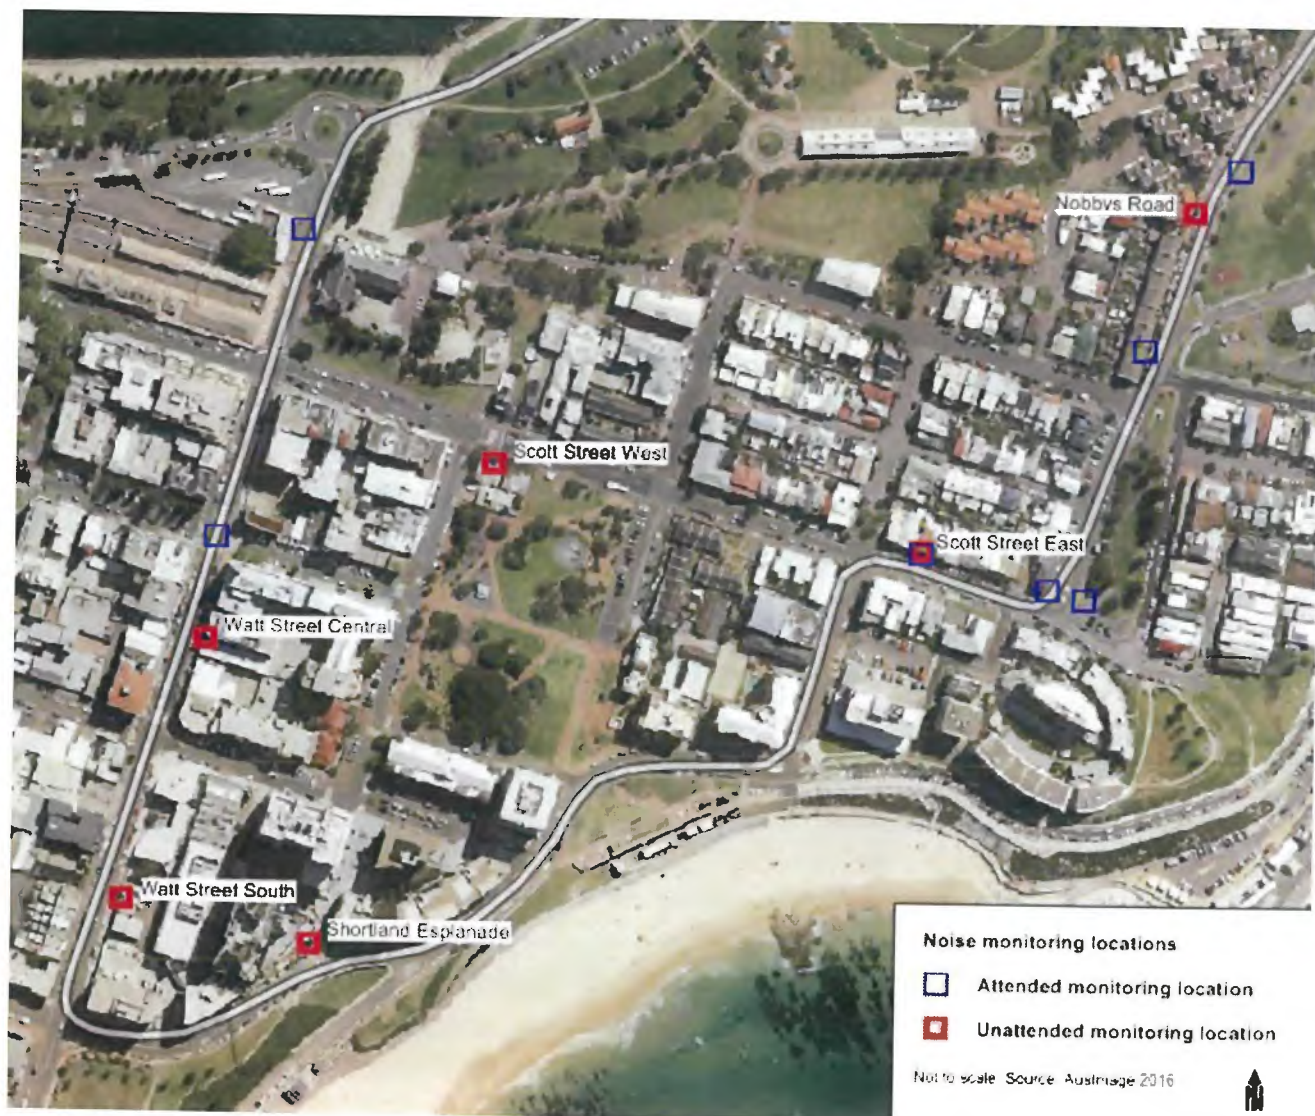 Nobbys Road
Scott Street West
Scott Street East
Watt Street Central
Watt Street South
Shortland Esplanade
Noise monitoring locations
Attended monitoring location
Unattended monitoring location
Not to scale Source Ausimage 2016